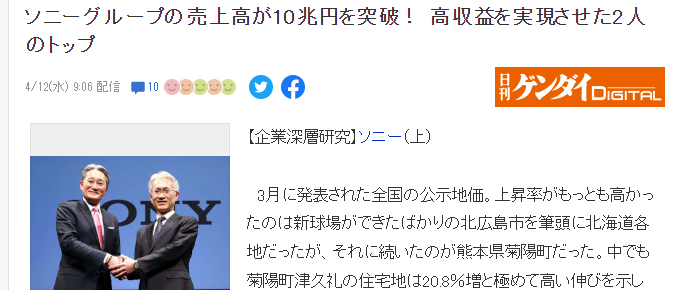 ソニーグループの売上高が10兆円を突破！ 高収益を実現させた2人
のトップ
4/12(水) 9:06 配信
10
日刊ゲンダイDIGITAL
【企業深層研究】ソニー(上)
3月に発表された全国の公示地価。上昇率がもっとも高かっ
たのは新球場ができたばかりの北広島市を筆頭に北海道各
地だったが、それに続いたのが熊本県菊陽町だった。中でも
菊陽町津久礼の住宅地は20.8％増と極めて高い伸びを示し
SONY